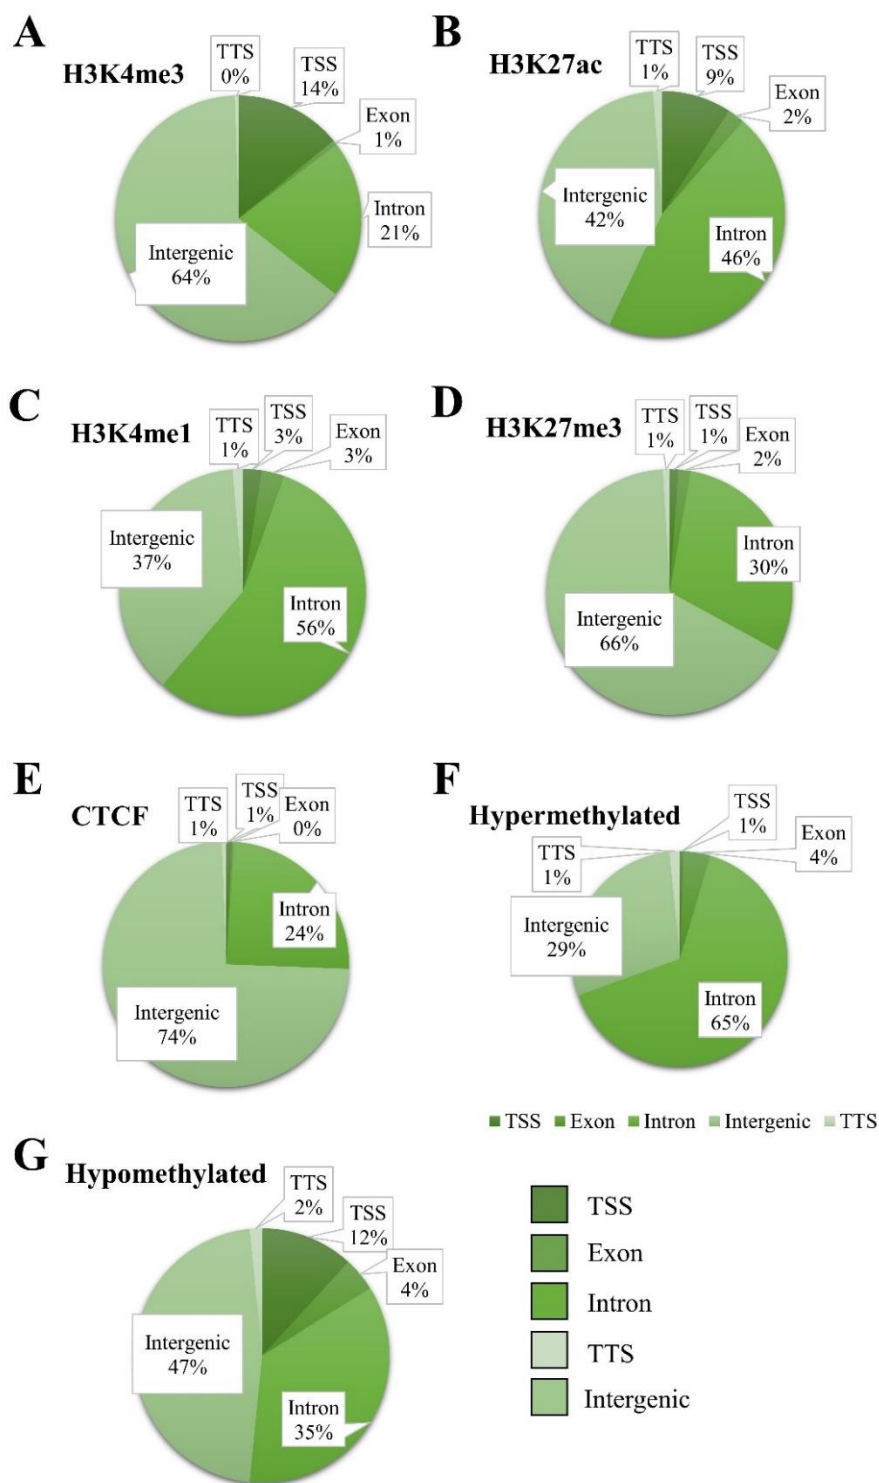 A
H3K4me3
TTS
0%
TSS
14%
Exon
1%
Intron
21%
Intergenic
64%
B
H3K27ac
TTS
1%
TSS
9%
Exon
2%
Intergenic
42%
Intron
46%
C
H3K4me1
TTS
1%
TSS
3%
Exon
3%
Intergenic
37%
Intron
56%
D
H3K27me3
TTS
1%
TSS
1%
Exon
2%
Intron
30%
Intergenic
66%
E
CTCF
TTS
1%
TSS
1%
Exon
0%
Intron
24%
Intergenic
74%
F
Hypermethylated
TSS
1%
Exon
4%
TTS
1%
Intergenic
29%
Intron
65%
TSS Exon Intron Intergenic TTS
G
Hypomethylated
TTS
2%
TSS
12%
Exon
4%
Intergenic
47%
Intron
35%
TSS
Exon
Intron
TTS
Intergenic